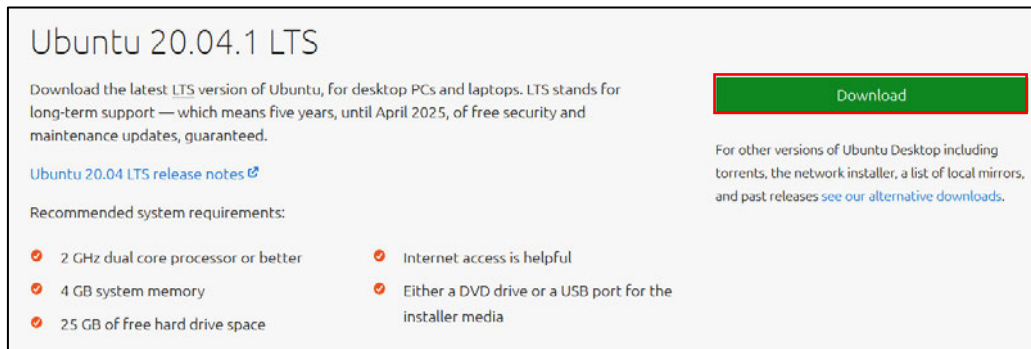 Ubuntu 20.04.1 LTS
Download the latest LTS version of Ubuntu, for desktop PCs and laptops. LTS stands for
long-term support — which means five years, until April 2025, of free security and
maintenance updates, guaranteed.
Ubuntu 20.04 LTS release notes
Recommended system requirements:
2 GHz dual core processor or better
4 GB system memory
25 GB of free hard drive space
Internet access is helpful
Either a DVD drive or a USB port for the
installer media
Download
For other versions of Ubuntu Desktop including
torrents, the network installer, a list of local mirrors,
and past releases see our alternative downloads.